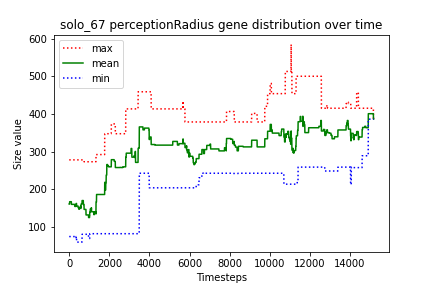 solo_67 perceptionRadius gene distribution over time
max
mean
min
Size value
600
500
400
300
200
100
0
2000
4000
6000
8000
10000
12000
14000
Timesteps